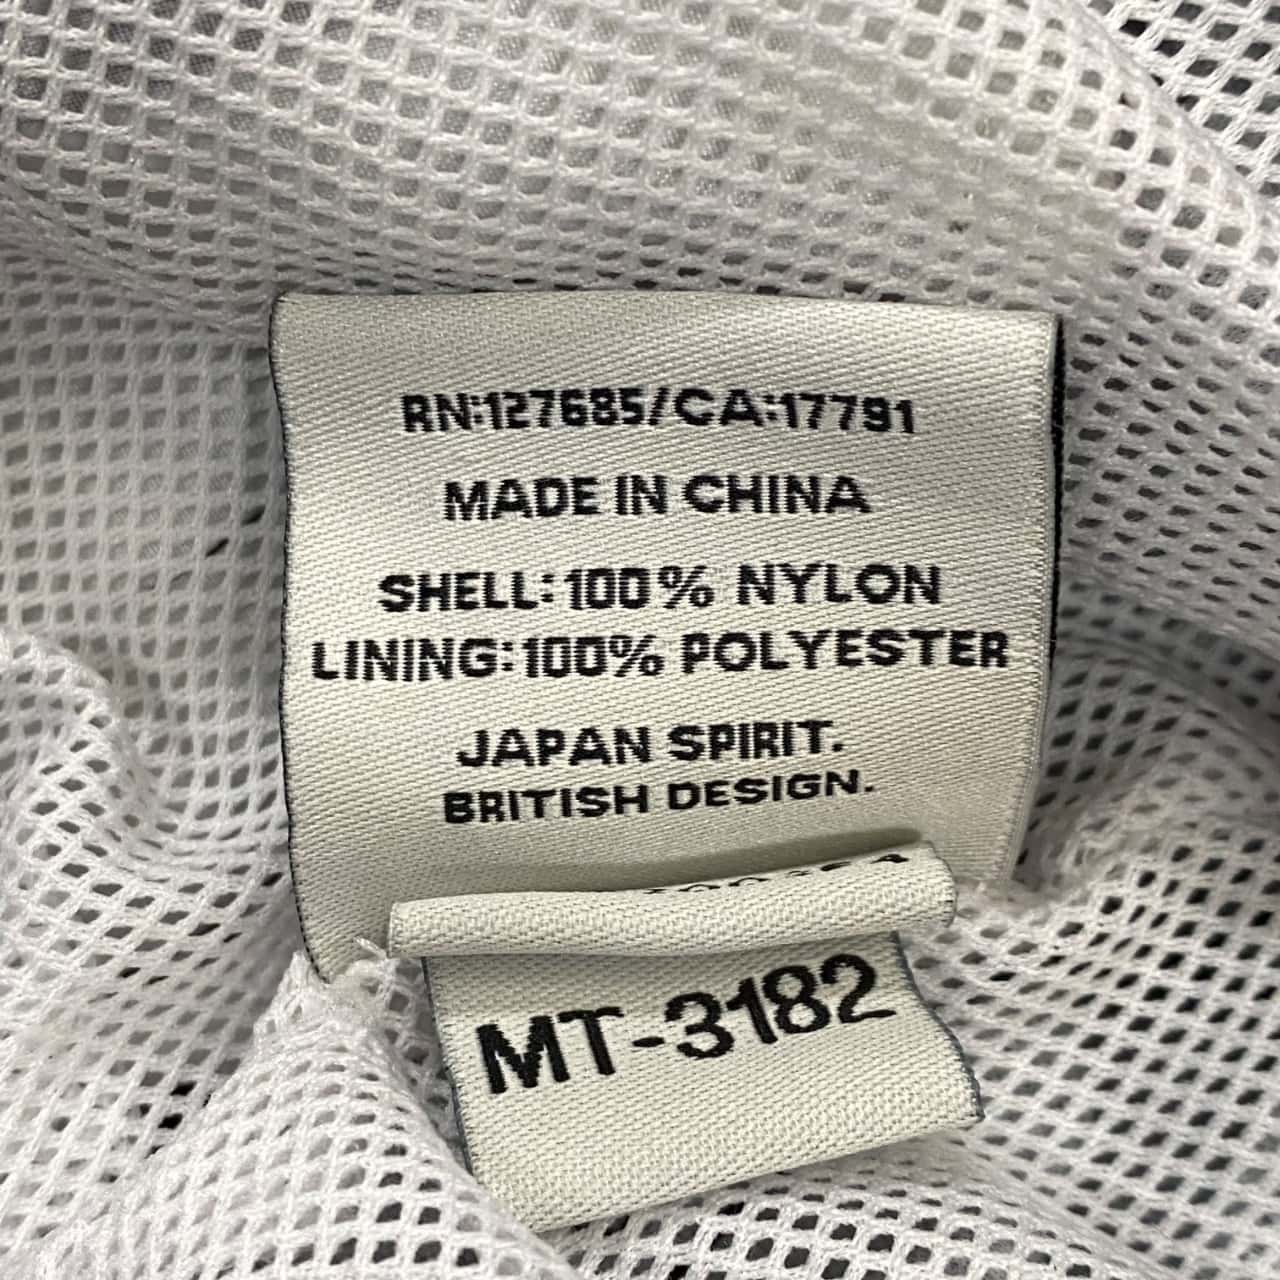 RN:127685/CA:17791
MADE IN CHINA
SHELL:100% NYLON
LINING:100% POLYESTER
JAPAN SPIRIT.
BRITISH DESIGN.
MT-3182